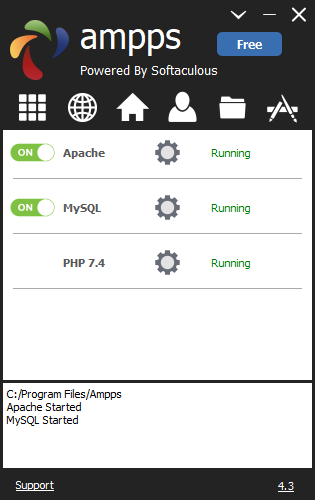 ampps
Free
Powered By Softaculous
ON Apache Running
ON MySQL Running
PHP 7.4 Running
C:/Program Files/Ampps
Apache Started
MySQL Started
Support 4.3